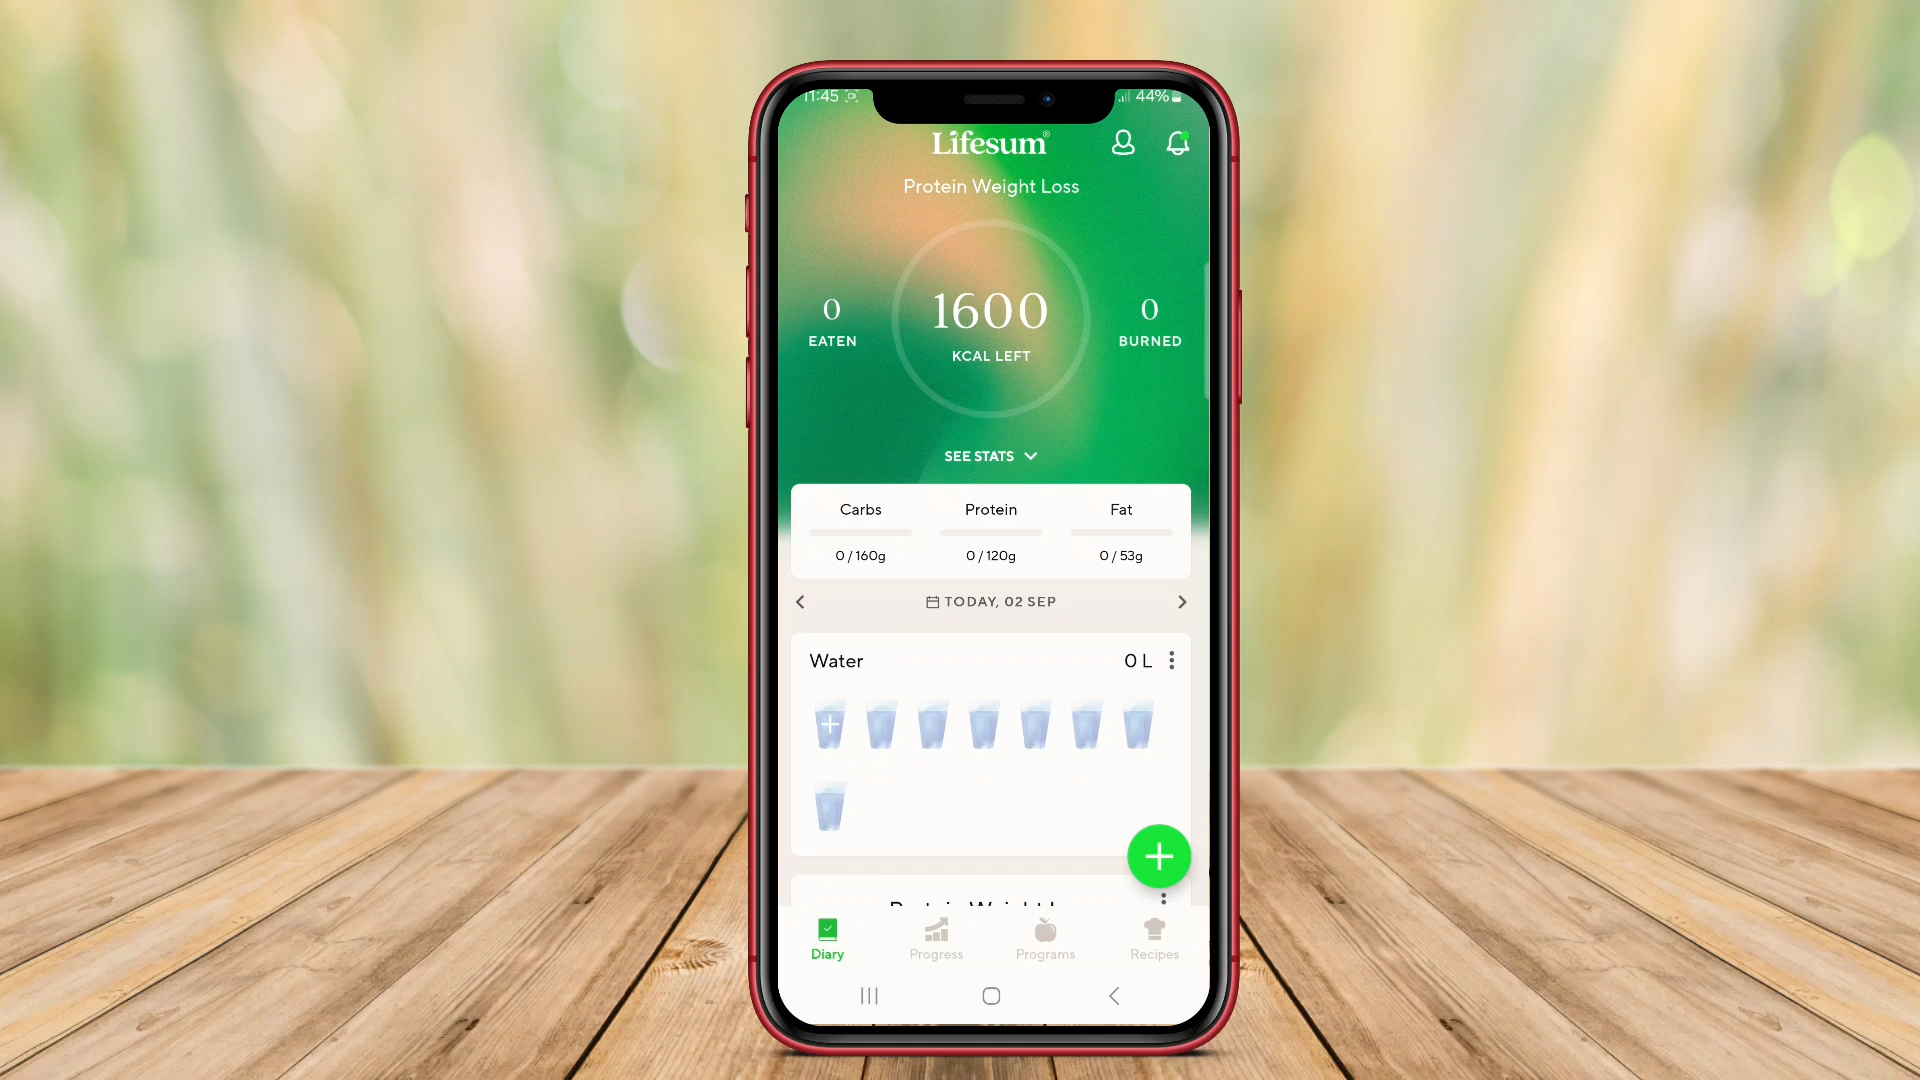 11:45 44%
Lifesum®
Protein Weight Loss
0 EATEN
1600 KCAL LEFT
0 BURNED
SEE STATS
Carbs Protein Fat
0 / 160g 0 / 120g 0 / 53g
TODAY, 02 SEP
Water 0 L
Protein Weight
Diary Progress Programs Recipes